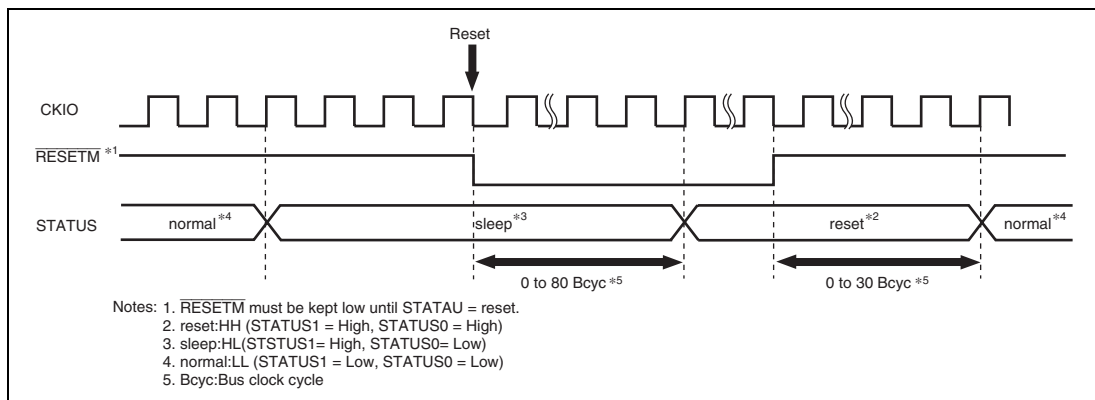 Reset
CKIO
RESETM *1
STATUS
normal*4
sleep*3
reset*2
normal*4
0 to 80 Bcyc *5
0 to 30 Bcyc *5
Notes: 1. RESETM must be kept low until STATAU = reset.
2. reset:HH (STATUS1 = High, STATUS0 = High)
3. sleep:HL(STSTUS1= High, STATUS0= Low)
4. normal:LL (STATUS1 = Low, STATUS0 = Low)
5. Bcyc:Bus clock cycle